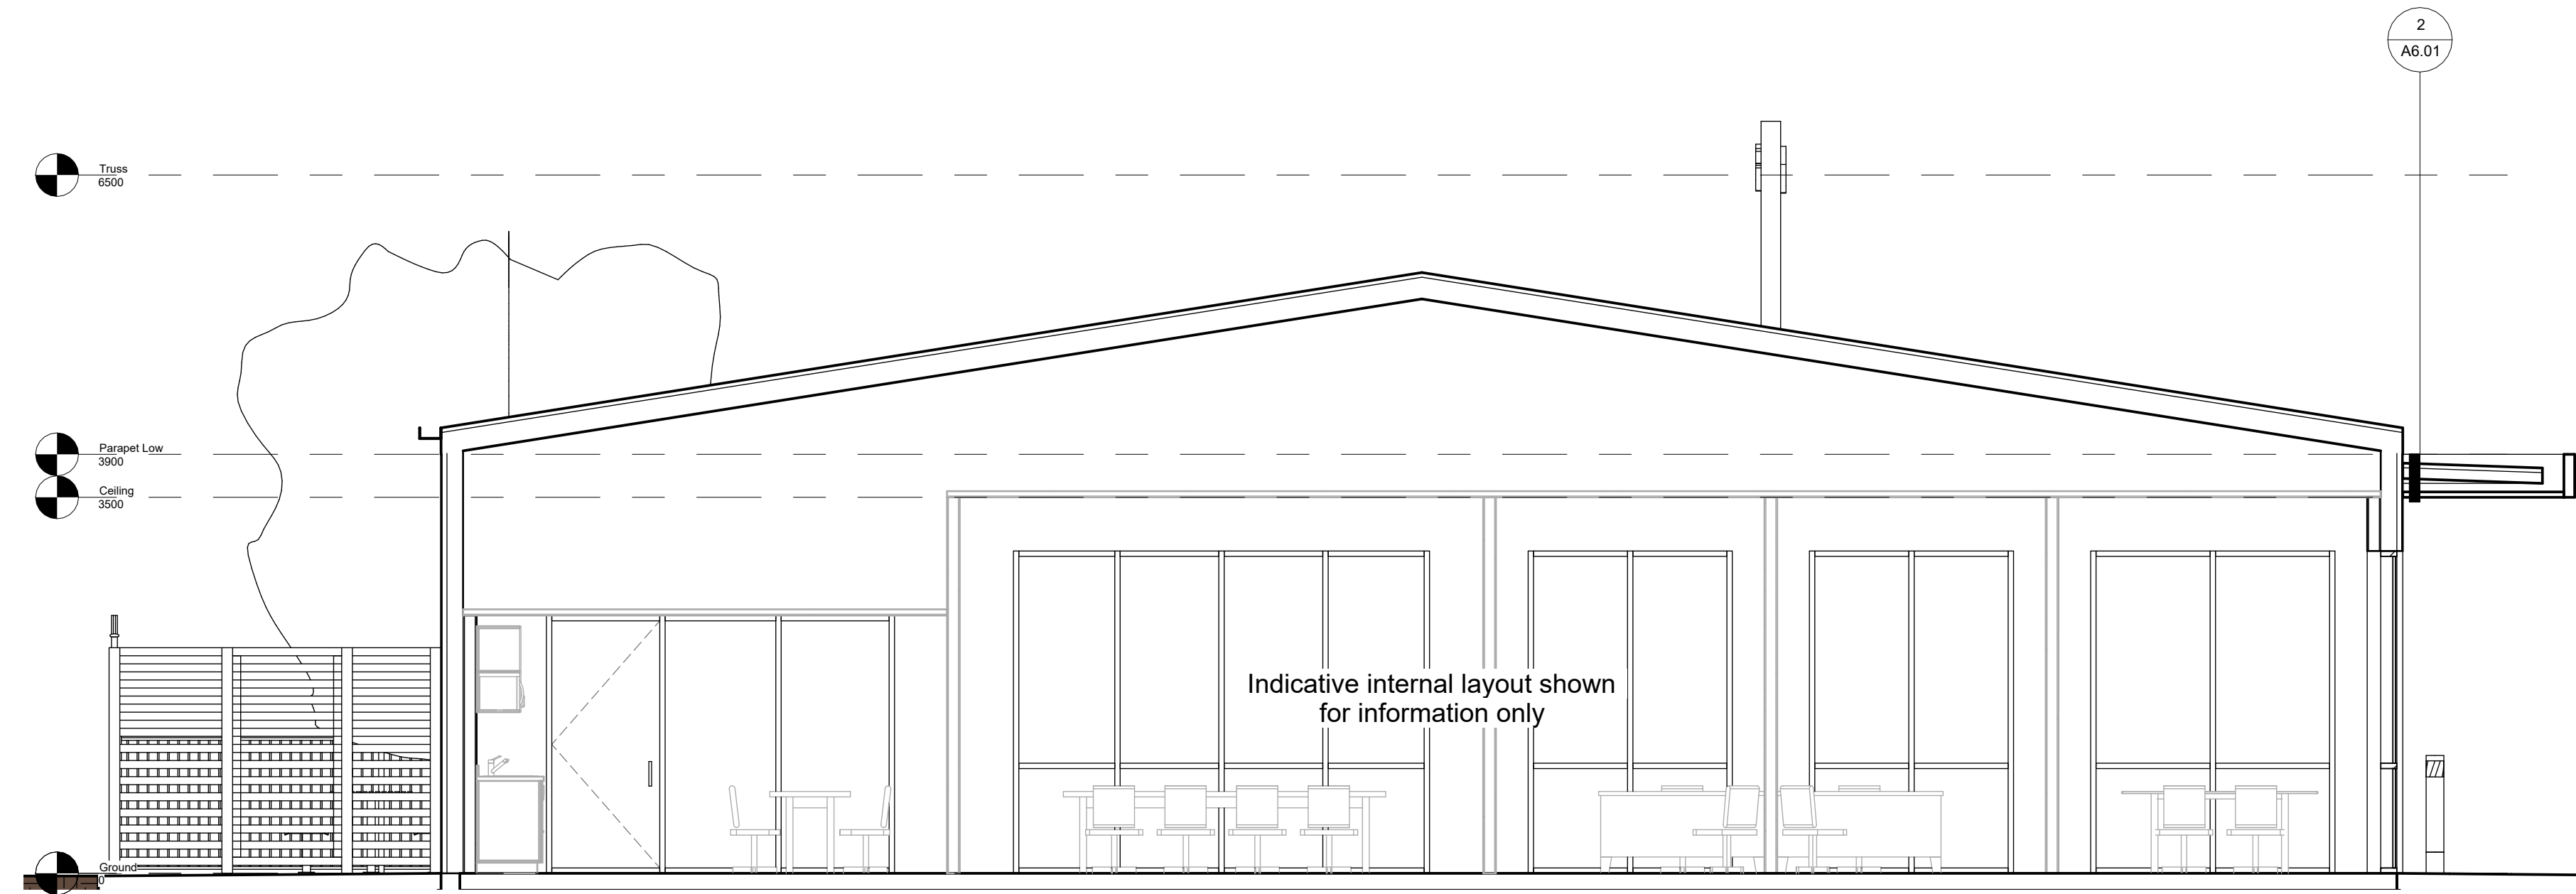 2
A6.01
Truss
6500
Parapet Low
3900
Ceiling
3500
Indicative internal layout shown
for information only
Ground
0